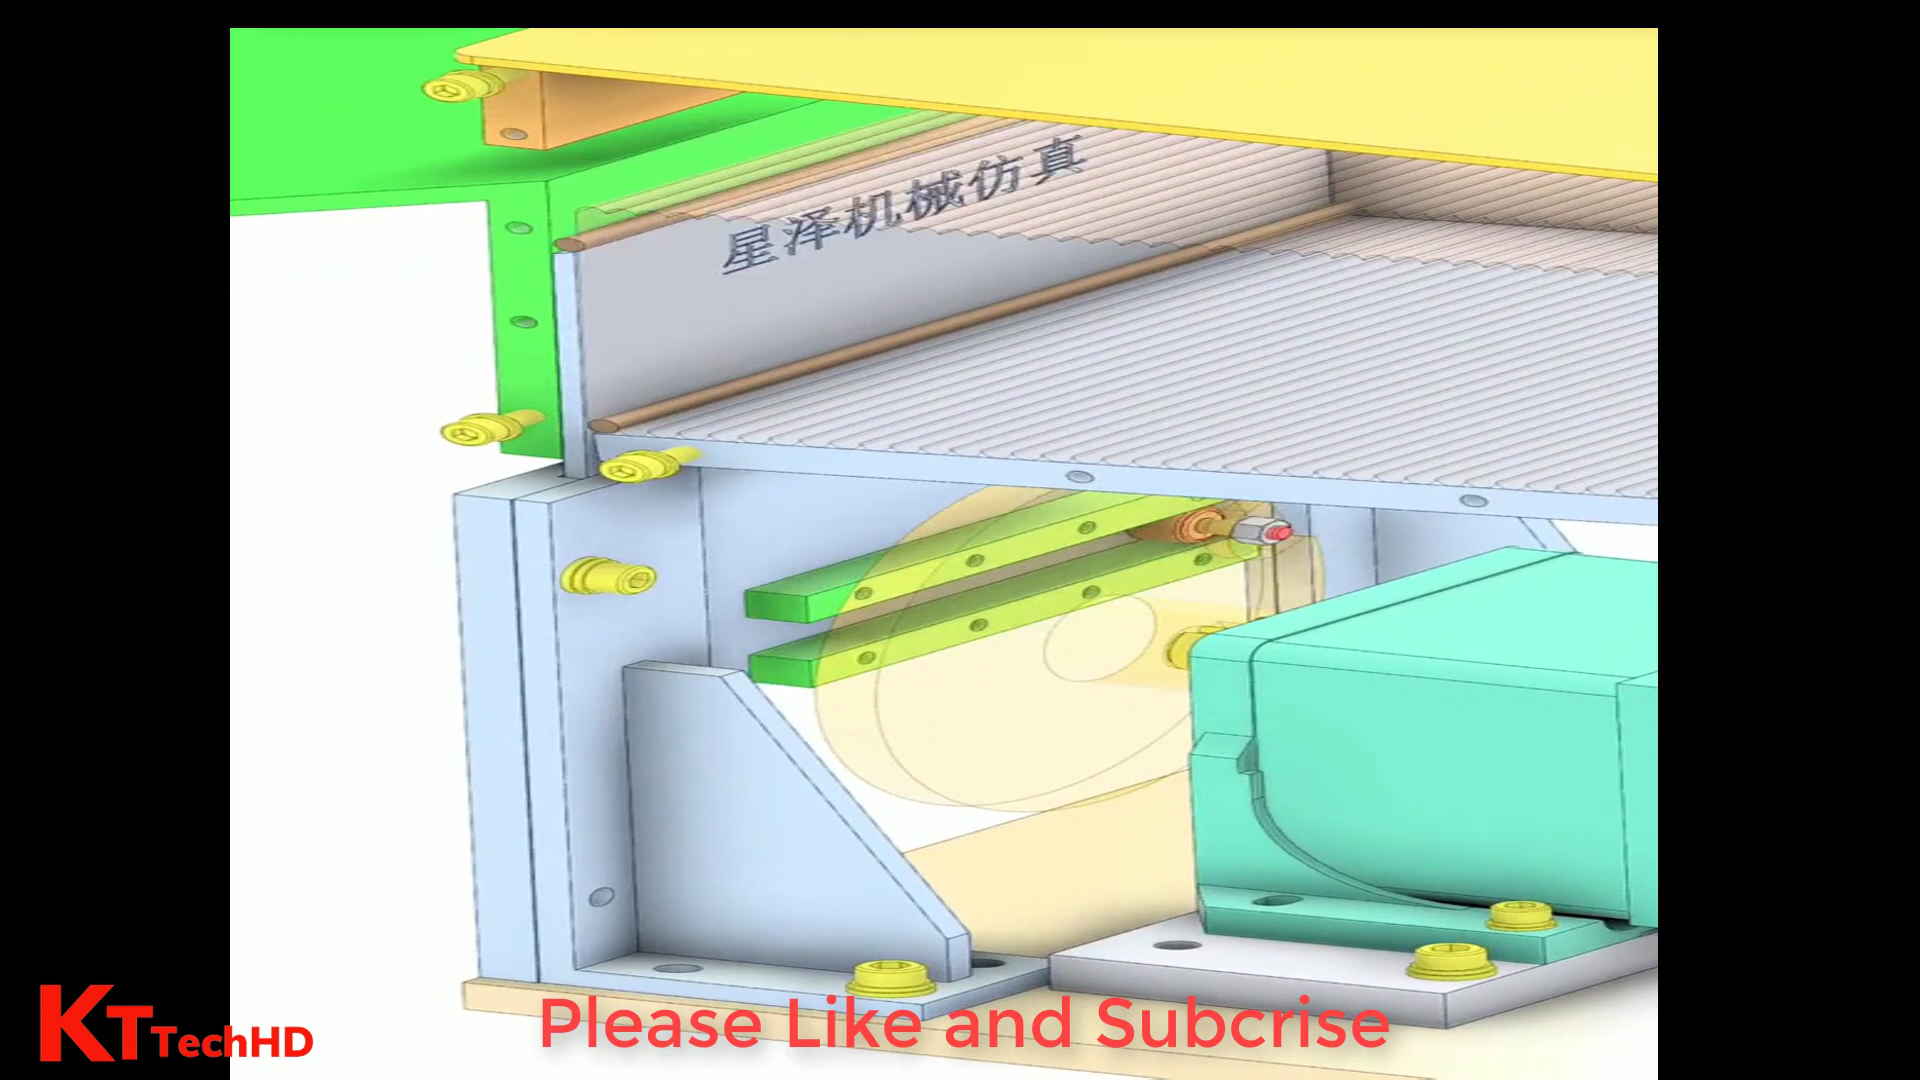 星泽机械仿真
KT TechHD
Please Like and Subcrise